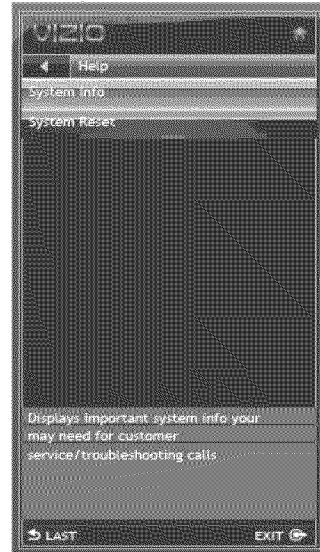 VIZIO
Help
System Info
System Reset
Displays important system info your
may need for customer
service/troubleshooting calls
LAST
EXIT